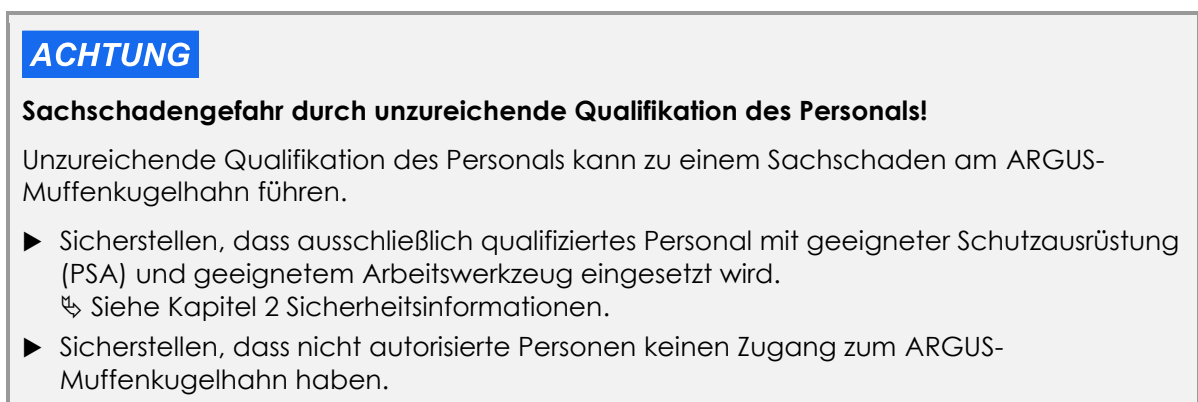 ACHTUNG
Sachschadengefahr durch unzureichende Qualifikation des Personals!
Unzureichende Qualifikation des Personals kann zu einem Sachschaden am ARGUS-
Muffenkugelhahn führen.
▶ Sicherstellen, dass ausschließlich qualifiziertes Personal mit geeigneter Schutzausrüstung
(PSA) und geeignetem Arbeitswerkzeug eingesetzt wird.
↳ Siehe Kapitel 2 Sicherheitsinformationen.
▶ Sicherstellen, dass nicht autorisierte Personen keinen Zugang zum ARGUS-
Muffenkugelhahn haben.